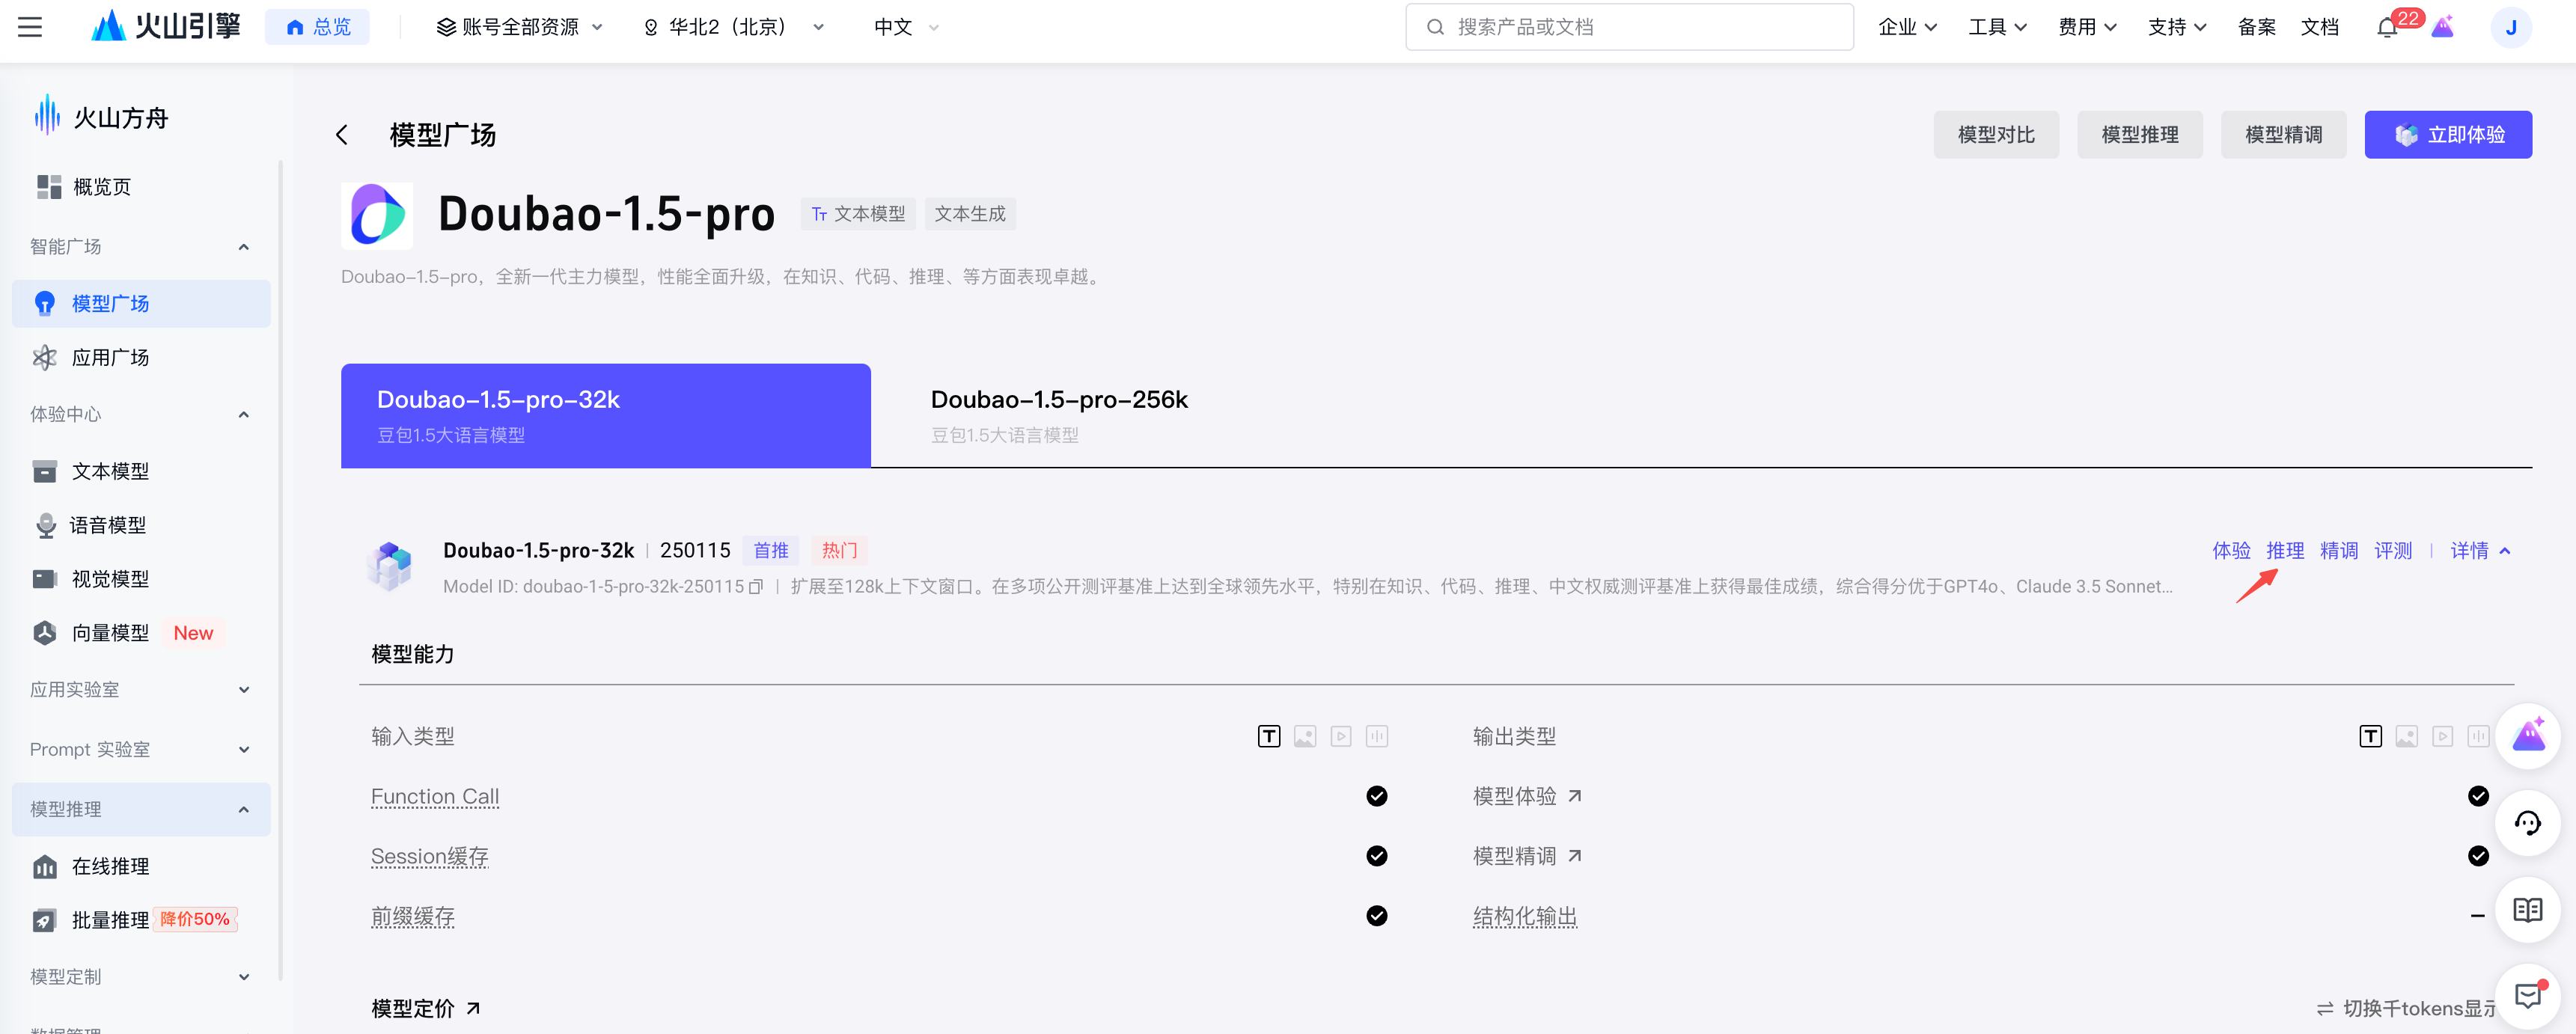 火山引擎 总览 账号全部资源 华北2（北京） 中文 搜索产品或文档 企业 工具 费用 支持 备案 文档 22 J
火山方舟
概览页
智能广场
模型广场
应用广场
体验中心
文本模型
语音模型
视觉模型
向量模型 New
应用实验室
Prompt 实验室
模型推理
在线推理
批量推理 降价50%
模型定制
模型广场 模型对比 模型推理 模型精调 立即体验
Doubao-1.5-pro Tт 文本模型 文本生成
Doubao-1.5-pro，全新一代主力模型，性能全面升级，在知识、代码、推理、等方面表现卓越。
Doubao-1.5-pro-32k
豆包1.5大语言模型
Doubao-1.5-pro-256k
豆包1.5大语言模型
Doubao-1.5-pro-32k | 250115 首推 热门 体验 推理 精调 评测 | 详情
Model ID: doubao-1-5-pro-32k-250115 | 扩展至128k上下文窗口。在多项公开测评基准上达到全球领先水平，特别在知识、代码、推理、中文权威测评基准上获得最佳成绩，综合得分优于GPT4o、Claude 3.5 Sonnet...
模型能力
输入类型 T 输出类型 T
Function Call 模型体验
Session缓存 模型精调
前缀缓存 结构化输出
模型定价 切换千tokens显示